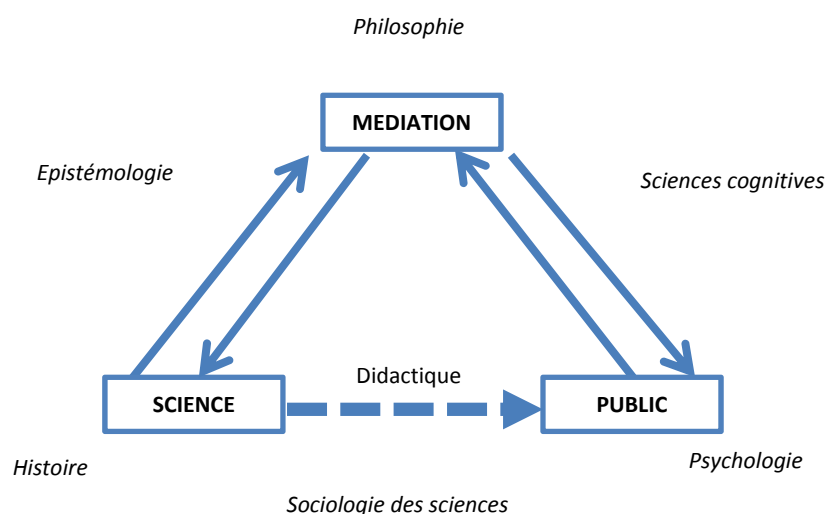 Philosophie
MEDIATION
Epistémologie
Sciences cognitives
Didactique
SCIENCE
PUBLIC
Histoire
Psychologie
Sociologie des sciences